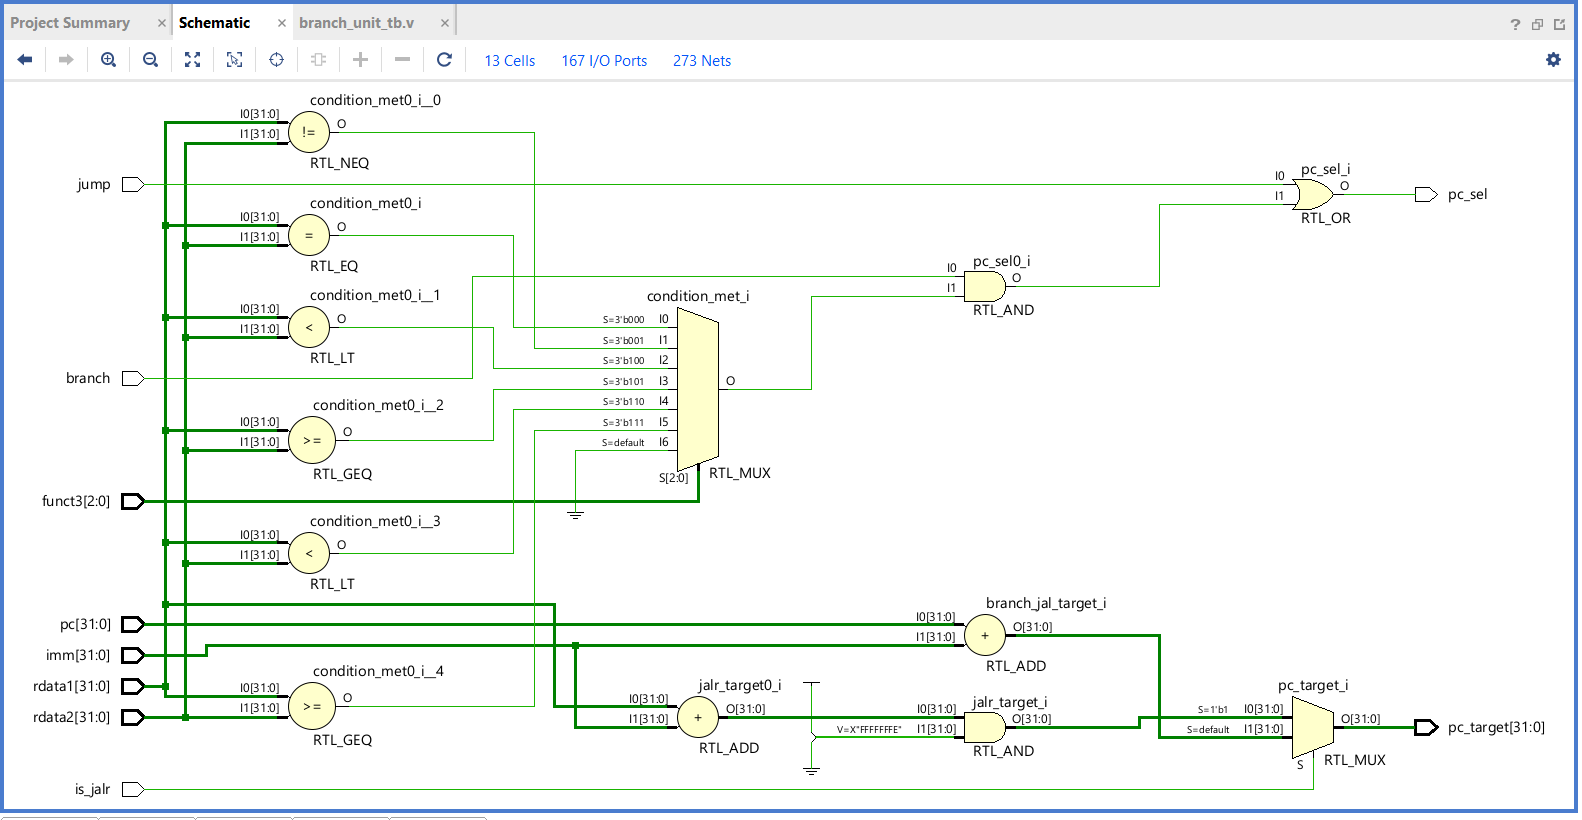 Project Summary × Schematic × branch_unit_tb.v ×
?
13 Cells 167 I/O Ports 273 Nets
condition_met0_i__0
I0[31:0]
I1[31:0]
!=
O
RTL_NEQ
jump
pc_sel_i
I0
I1
O
pc_sel
RTL_OR
condition_met0_i
I0[31:0]
I1[31:0]
=
O
RTL_EQ
pc_sel0_i
I0
I1
O
RTL_AND
condition_met0_i__1
I0[31:0]
I1[31:0]
<
O
RTL_LT
condition_met_i
S=3'b000 I0
S=3'b001 I1
S=3'b100 I2
S=3'b101 I3
S=3'b110 I4
S=3'b111 I5
S=default I6
O
S[2:0]
RTL_MUX
branch
condition_met0_i__2
I0[31:0]
I1[31:0]
>=
O
RTL_GEQ
funct3[2:0]
condition_met0_i__3
I0[31:0]
I1[31:0]
<
O
RTL_LT
pc[31:0]
imm[31:0]
rdata1[31:0]
rdata2[31:0]
branch_jal_target_i
I0[31:0]
I1[31:0]
+
O[31:0]
RTL_ADD
condition_met0_i__4
I0[31:0]
I1[31:0]
>=
O
RTL_GEQ
jalr_target0_i
I0[31:0]
I1[31:0]
+
O[31:0]
RTL_ADD
jalr_target_i
I0[31:0]
V=X"FFFFFFFE" I1[31:0]
O[31:0]
RTL_AND
pc_target_i
S=1'b1 I0[31:0]
S=default I1[31:0]
O[31:0]
S
RTL_MUX
pc_target[31:0]
is_jalr